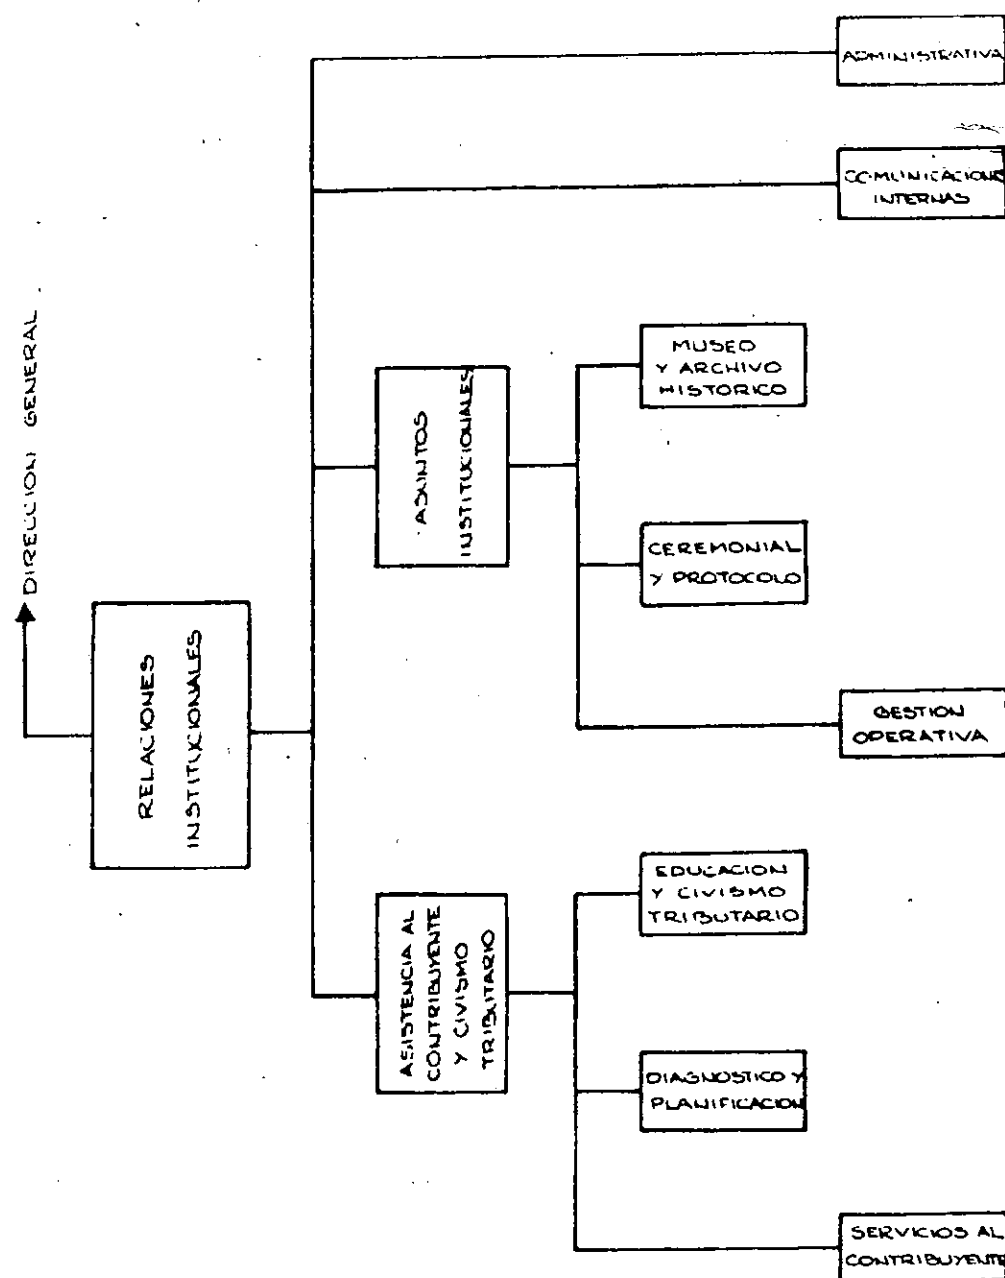 DIRECCION GENERAL
RELACIONES
INSTITUCIONALES
ASISTENCIA AL
CONTRIBUYENTE
Y CIVISMO
TRIBUTARIO
ASUNTOS
INSTITUCIONALES
ADMINISTRATIVA
COMUNICACIONE
INTERNAS
MUSEO
Y ARCHIVO
HISTORICO
CEREMONIAL
Y PROTOCOLO
GESTION
OPERATIVA
EDUCACION
Y CIVISMO
TRIBUTARIO
DIAGNOSTICO Y
PLANIFICACION
SERVICIOS AL
CONTRIBUYENTE